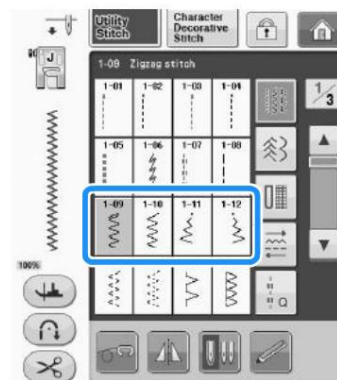 Utility
Stitch
Character
Decorative
Stitch
J
1-09 Zigzag stitch
1/3
1-01 1-02 1-03 1-04
1-05 1-06 1-07 1-08
1-09 1-10 1-11 1-12
100%
Q